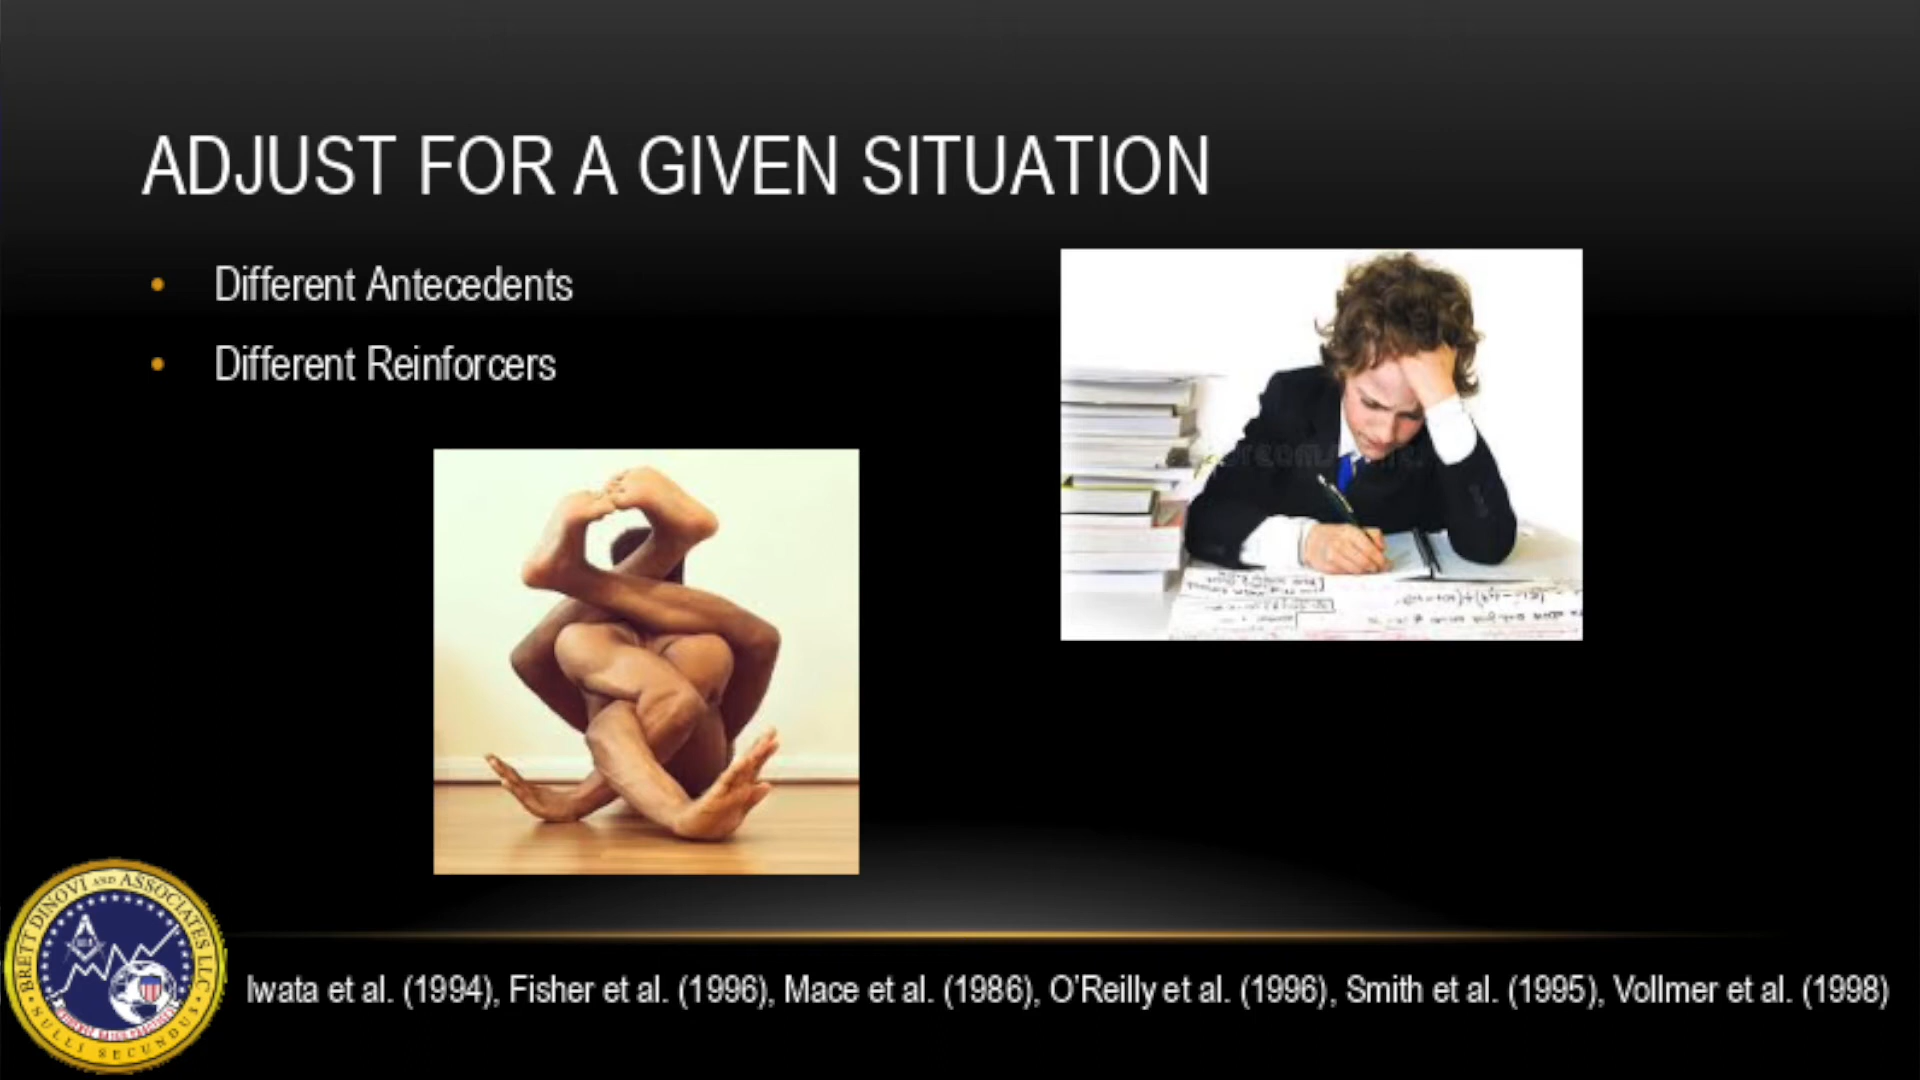 ADJUST FOR A GIVEN SITUATION
• Different Antecedents
• Different Reinforcers
BRETT DINOVI AND ASSOCIATES LLC
NULLI SECUNDUS
Iwata et al. (1994), Fisher et al. (1996), Mace et al. (1986), O'Reilly et al. (1996), Smith et al. (1995), Vollmer et al. (1998)